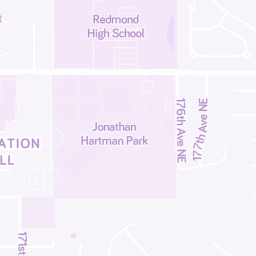 Redmond
High School
Jonathan
Hartman Park
176th Ave NE
177th Ave NE
ATION
LL
171st